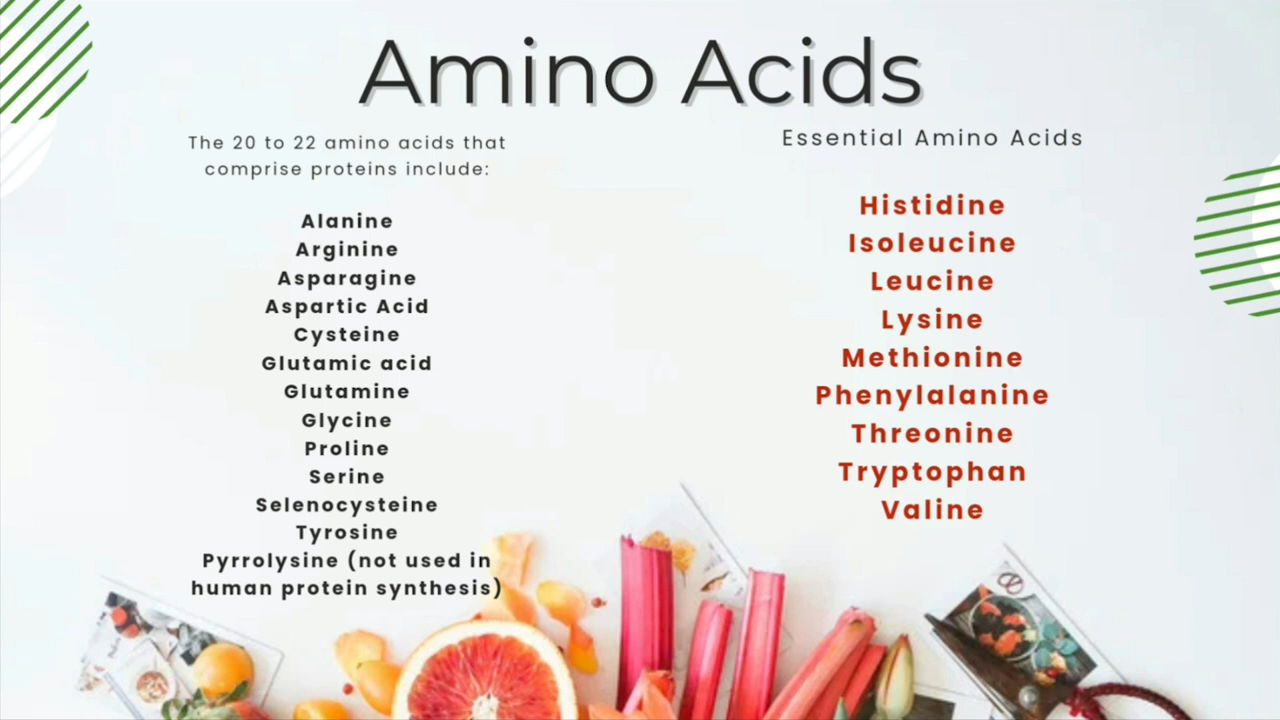 Amino Acids
The 20 to 22 amino acids that
comprise proteins include:
Alanine
Arginine
Asparagine
Aspartic Acid
Cysteine
Glutamic acid
Glutamine
Glycine
Proline
Serine
Selenocysteine
Tyrosine
Pyrrolysine (not used in
human protein synthesis)
Essential Amino Acids
Histidine
Isoleucine
Leucine
Lysine
Methionine
Phenylalanine
Threonine
Tryptophan
Valine